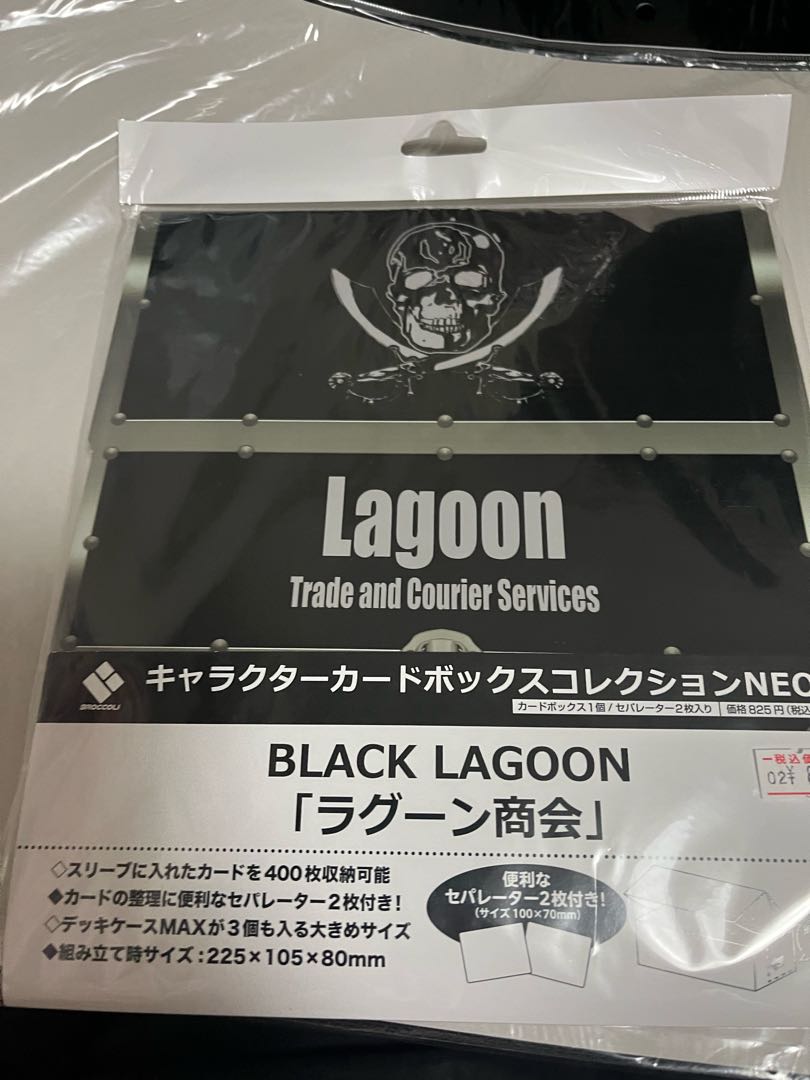 Lagoon
Trade and Courier Services
BROCCOLI
キャラクターカードボックスコレクションNEO
カードボックス1個/セパレーター2枚入り 価格825円(税込
BLACK LAGOON
「ラグーン商会」
一税込価
02¥
◇スリーブに入れたカードを400枚収納可能
◆カードの整理に便利なセパレーター2枚付き!
◇デッキケースMAXが3個も入る大きめサイズ
◆組み立て時サイズ:225×105×80mm
便利な
セパレーター2枚付き!
(サイズ100×70mm)